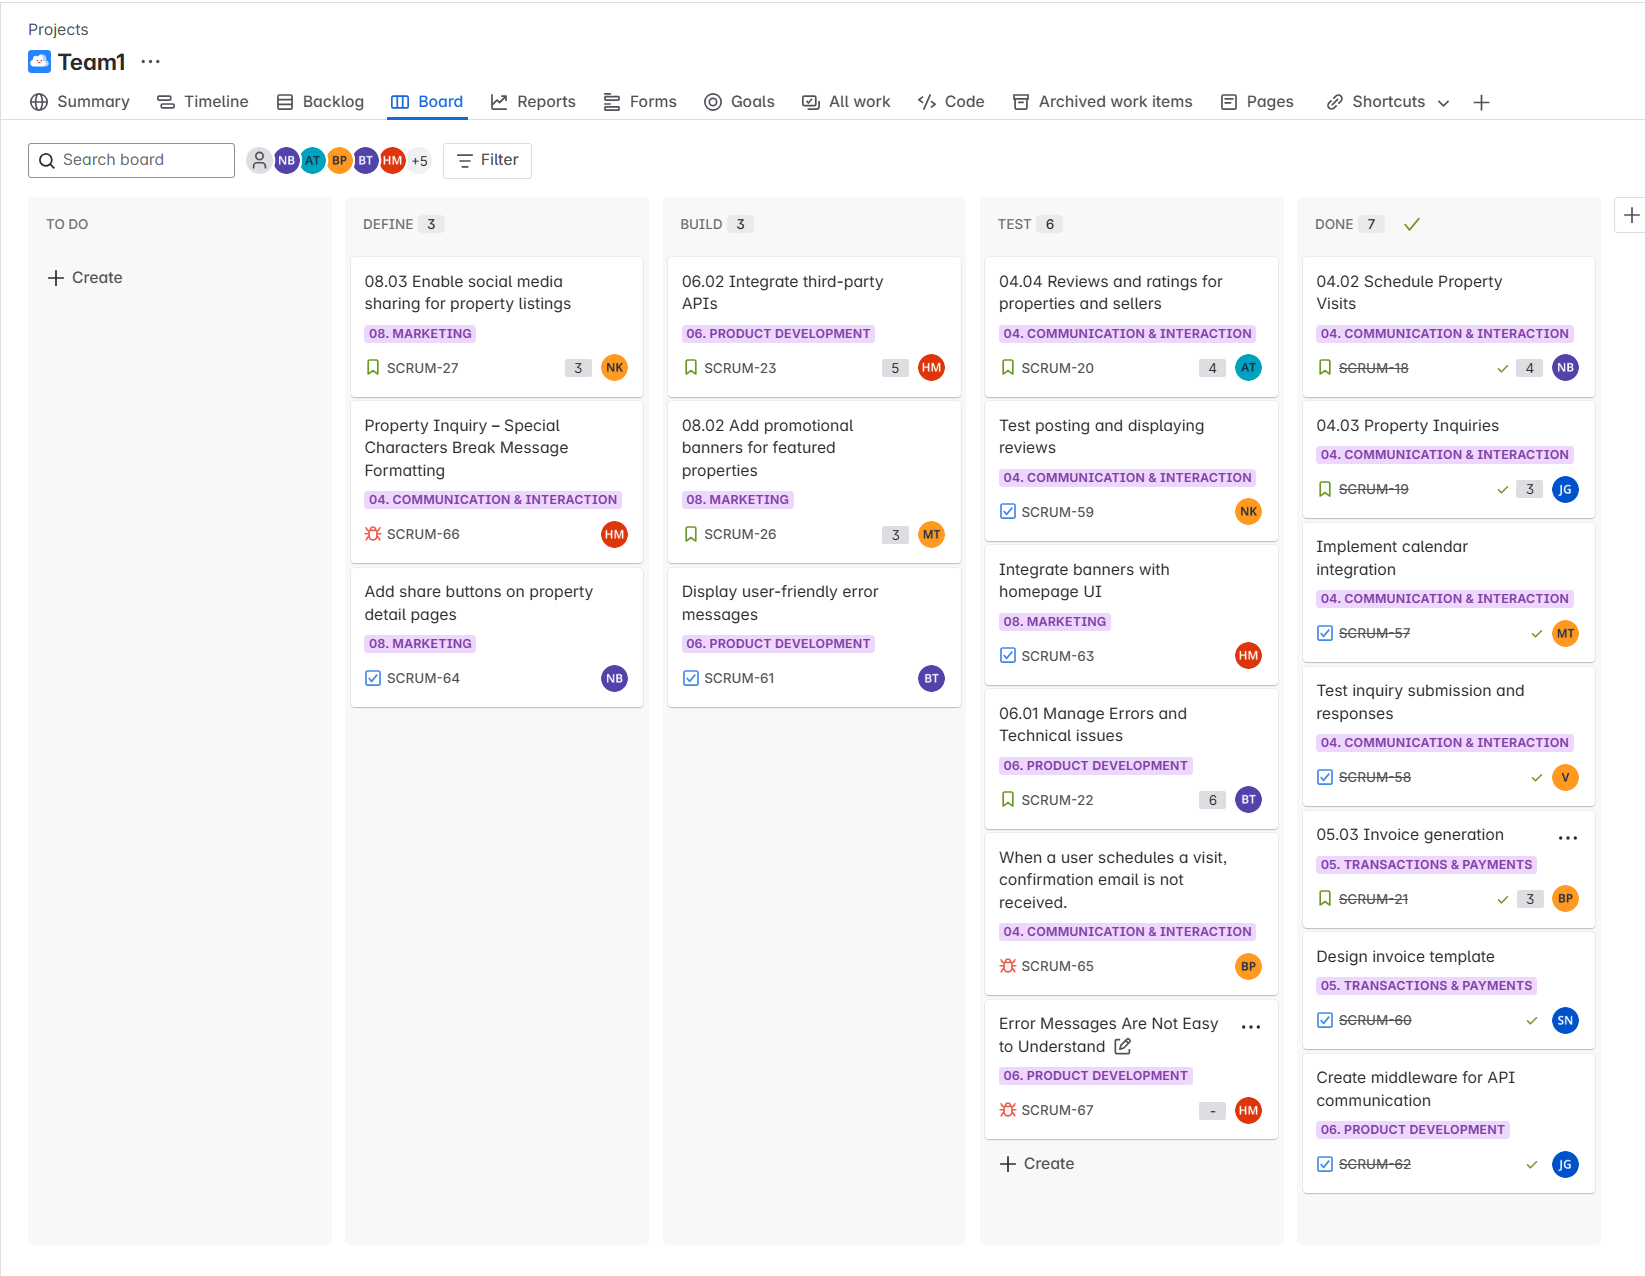 Projects
Team1
Summary Timeline Backlog Board Reports Forms Goals All work Code Archived work items Pages Shortcuts
Search board NB AT BP BT HM +5 Filter
TO DO
Create
DEFINE 3
08.03 Enable social media
sharing for property listings
08. MARKETING
SCRUM-27 3 NK
Property Inquiry – Special
Characters Break Message
Formatting
04. COMMUNICATION & INTERACTION
SCRUM-66 HM
Add share buttons on property
detail pages
08. MARKETING
SCRUM-64 NB
BUILD 3
06.02 Integrate third-party
APIs
06. PRODUCT DEVELOPMENT
SCRUM-23 5 HM
08.02 Add promotional
banners for featured
properties
08. MARKETING
SCRUM-26 3 MT
Display user-friendly error
messages
06. PRODUCT DEVELOPMENT
SCRUM-61 BT
TEST 6
04.04 Reviews and ratings for
properties and sellers
04. COMMUNICATION & INTERACTION
SCRUM-20 4 AT
Test posting and displaying
reviews
04. COMMUNICATION & INTERACTION
SCRUM-59 NK
Integrate banners with
homepage UI
08. MARKETING
SCRUM-63 HM
06.01 Manage Errors and
Technical issues
06. PRODUCT DEVELOPMENT
SCRUM-22 6 BT
When a user schedules a visit,
confirmation email is not
received.
04. COMMUNICATION & INTERACTION
SCRUM-65 BP
Error Messages Are Not Easy
to Understand
06. PRODUCT DEVELOPMENT
SCRUM-67 - HM
Create
DONE 7
04.02 Schedule Property
Visits
04. COMMUNICATION & INTERACTION
SCRUM-18 4 NB
04.03 Property Inquiries
04. COMMUNICATION & INTERACTION
SCRUM-19 3 JG
Implement calendar
integration
04. COMMUNICATION & INTERACTION
SCRUM-57 MT
Test inquiry submission and
responses
04. COMMUNICATION & INTERACTION
SCRUM-58 V
05.03 Invoice generation
05. TRANSACTIONS & PAYMENTS
SCRUM-21 3 BP
Design invoice template
05. TRANSACTIONS & PAYMENTS
SCRUM-60 SN
Create middleware for API
communication
06. PRODUCT DEVELOPMENT
SCRUM-62 JG